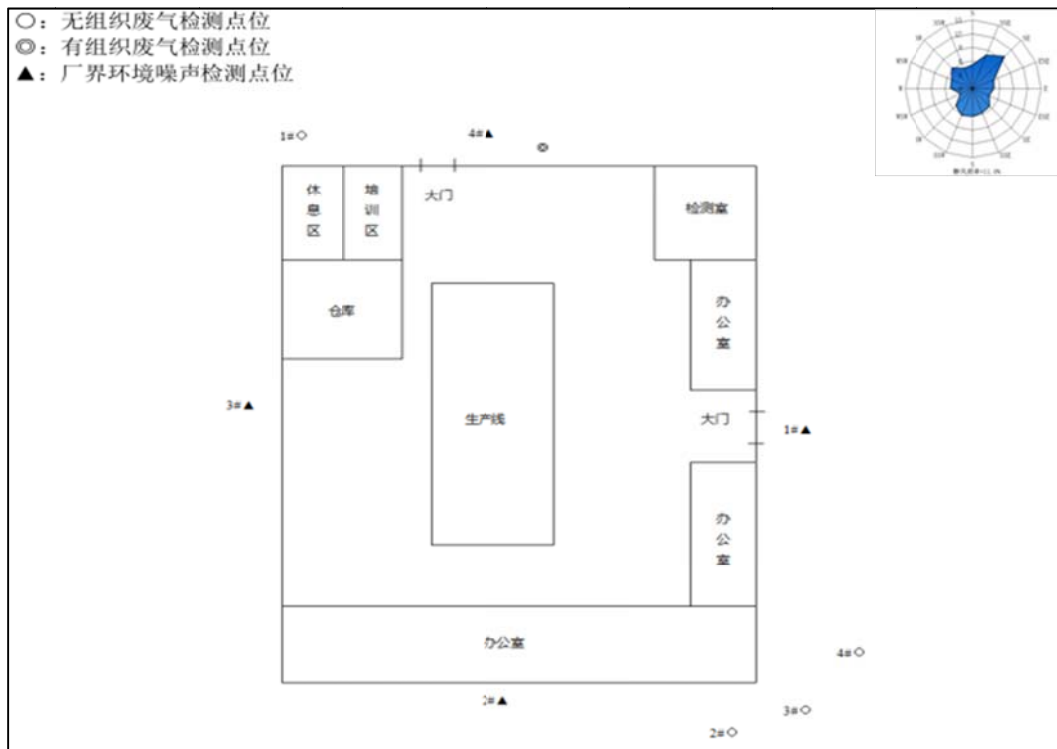 ○：无组织废气检测点位
◎：有组织废气检测点位
▲：厂界环境噪声检测点位
1#○
4#▲
◎
休息区
培训区
大门
检测室
仓库
办公室
3#▲
生产线
大门
1#▲
办公室
办公室
4#○
2#▲
3#○
2#○